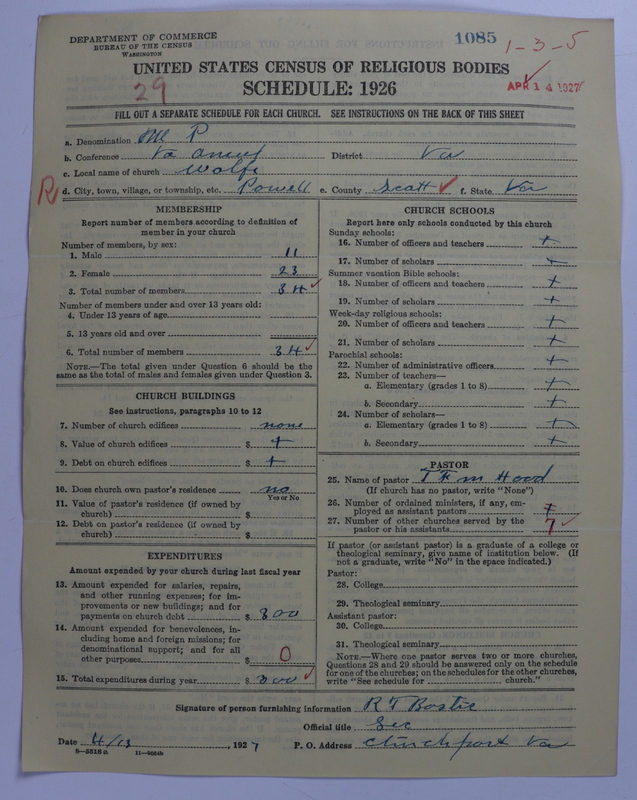 DEPARTMENT OF COMMERCE
BUREAU OF THE CENSUS
WASHINGTON
1085
1-3-5
UNITED STATES CENSUS OF RELIGIOUS BODIES
29
SCHEDULE: 1926
APR 14 1927
FILL OUT A SEPARATE SCHEDULE FOR EACH CHURCH. SEE INSTRUCTIONS ON THE BACK OF THIS SHEET
a. Denomination M P
b. Conference Va District Va
c. Local name of church Wolfe
R d. City, town, village, or township, etc. Powell e. County Scott f. State Va
MEMBERSHIP
Report number of members according to definition of
member in your church
Number of members, by sex:
1. Male 11
2. Female 23
3. Total number of members 34
Number of members under and over 13 years old:
4. Under 13 years of age
5. 13 years old and over
6. Total number of members 34
NOTE.—The total given under Question 6 should be the
same as the total of males and females given under Question 3.
CHURCH BUILDINGS
See instructions, paragraphs 10 to 12
7. Number of church edifices none
8. Value of church edifices $ +
9. Debt on church edifices $ +
10. Does church own pastor's residence no
Yes or No
11. Value of pastor's residence (if owned by
church) $
12. Debt on pastor's residence (if owned by
church) $
EXPENDITURES
Amount expended by your church during last fiscal year
13. Amount expended for salaries, repairs,
and other running expenses; for im-
provements or new buildings; and for
payments on church debt $ 300
14. Amount expended for benevolences, in-
cluding home and foreign missions; for
denominational support; and for all
other purposes $ 0
15. Total expenditures during year $ 300
CHURCH SCHOOLS
Report here only schools conducted by this church
Sunday schools:
16. Number of officers and teachers +
17. Number of scholars +
Summer vacation Bible schools:
18. Number of officers and teachers +
19. Number of scholars +
Week-day religious schools:
20. Number of officers and teachers +
21. Number of scholars +
Parochial schools:
22. Number of administrative officers +
23. Number of teachers—
a. Elementary (grades 1 to 8) +
b. Secondary +
24. Number of scholars—
a. Elementary (grades 1 to 8) +
b. Secondary +
PASTOR
25. Name of pastor Hood
(If church has no pastor, write "None")
26. Number of ordained ministers, if any, em-
ployed as assistant pastors
27. Number of other churches served by the
pastor or his assistants 7
If pastor (or assistant pastor) is a graduate of a college or
theological seminary, give name of institution below. (If
not a graduate, write "No" in the space indicated.)
Pastor:
28. College
29. Theological seminary
Assistant pastor:
30. College
31. Theological seminary
NOTE.—Where one pastor serves two or more churches,
Questions 28 and 29 should be answered only on the schedule
for one of the churches; on the schedules for the other churches,
write "See schedule for church."
Signature of person furnishing information R T Bostic
Official title Sec
Date 4/13, 1927 P. O. Address Va